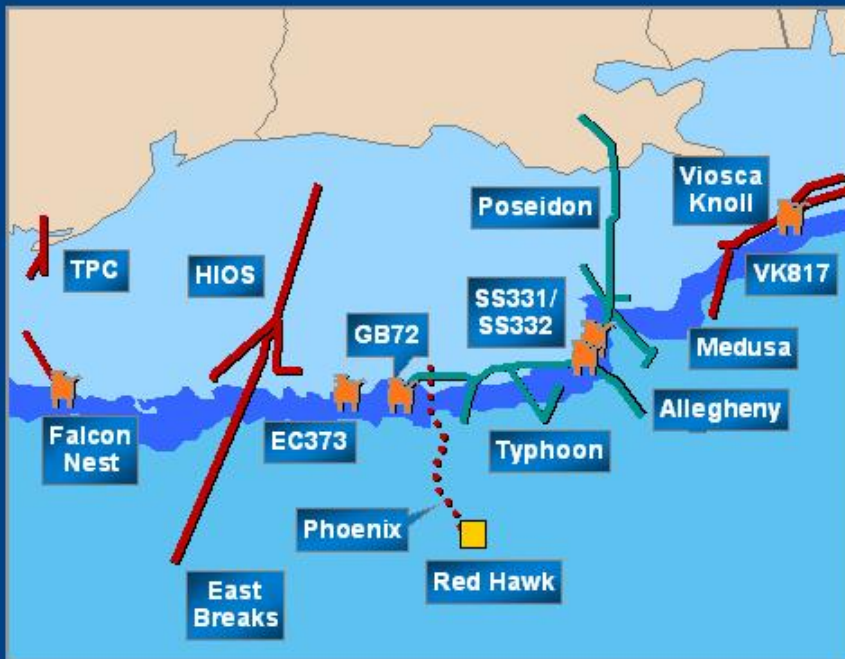 Poseidon
Viosca
Knoll
TPC
HIOS
SS331/
SS332
VK817
GB72
Medusa
Allegheny
Falcon
Nest
EC373
Typhoon
Phoenix
Red Hawk
East
Breaks